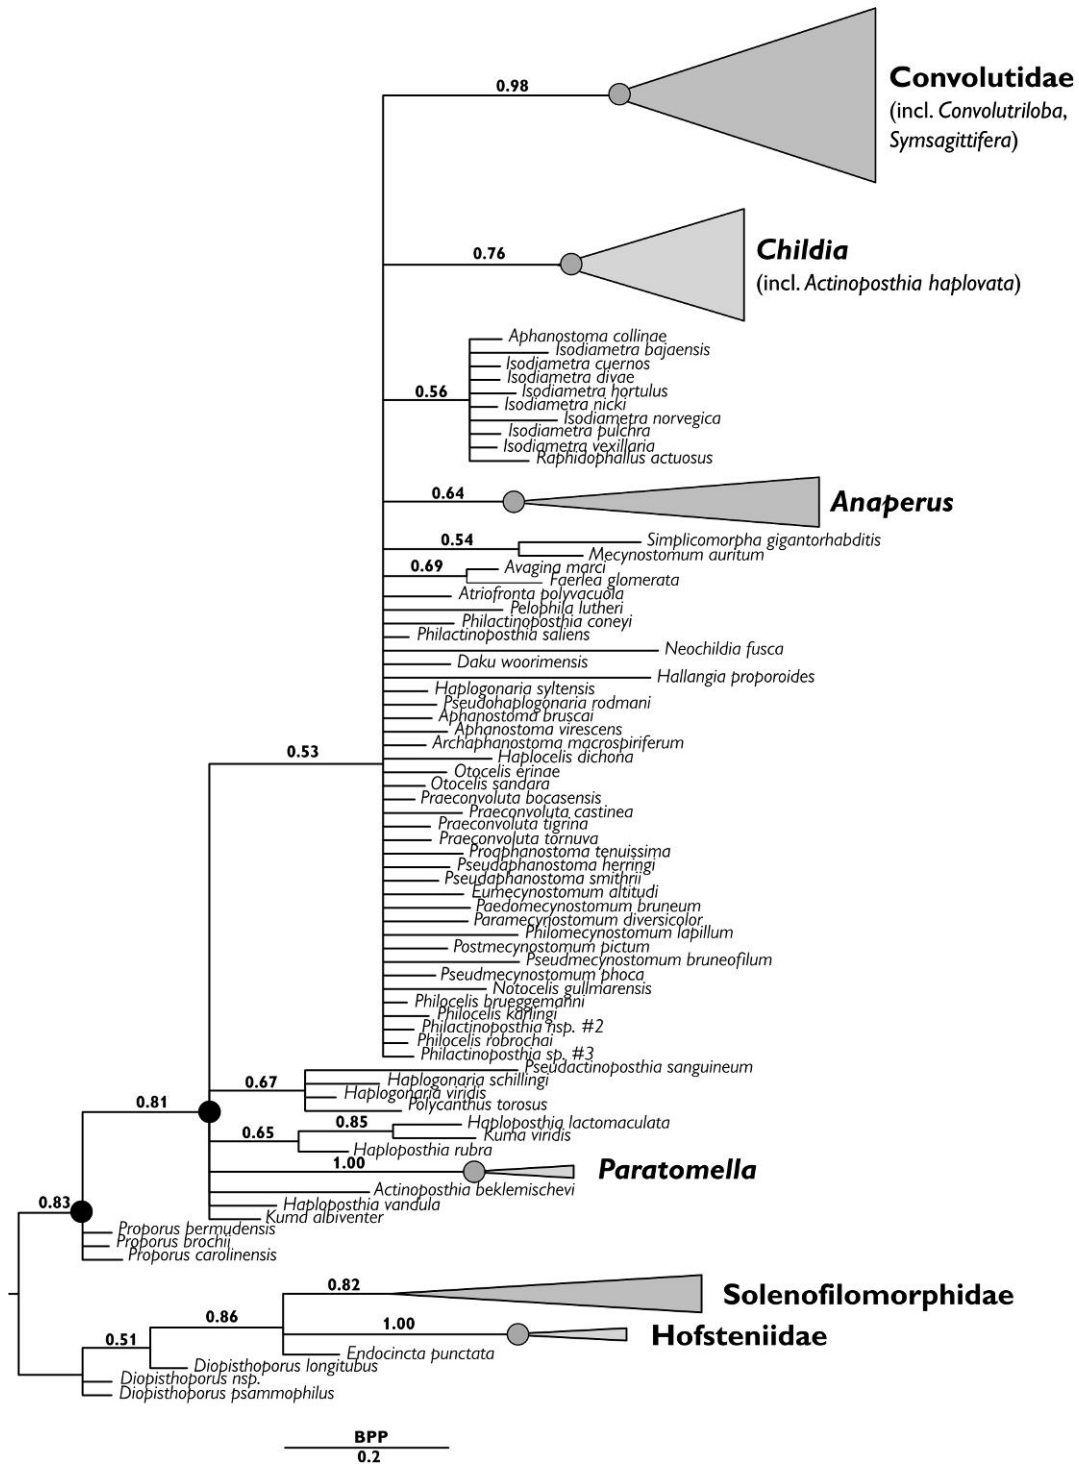 0.98
Convolutidae
(incl. Convolutriloba,
Symsagittifera)
0.76
Childia
(incl. Actinoposthia haplovata)
0.56
Aphanostoma collinae
Isodiametra bajaensis
Isodiametra cuernos
Isodiametra divae
Isodiametra hortulus
Isodiametra nicki
Isodiametra norvegica
Isodiametra pulchra
Isodiametra vexillaria
Raphidophallus actuosus
0.64
Anaperus
0.54
Simplicomorpha gigantorhabditis
Mecynostomum auritum
0.69
Avagina marci
Faerlea glomerata
Atriofronta polyvacuola
Pelophila lutheri
Philactinoposthia coneyi
Philactinoposthia saliens
Neochildia fusca
Daku woorimensis
Hallangia proporoides
Haplogonaria syltensis
Pseudohaplogonaria rodmani
Aphanostoma bruscai
Aphanostoma virescens
Archaphanostoma macrospiriferum
Haplocelis dichona
Otocelis erinae
Otocelis sandara
Praeconvoluta bocasensis
Praeconvoluta castinea
Praeconvoluta tigrina
Praeconvoluta tornuva
Proaphanostoma tenuissima
Pseudaphanostoma herringi
Pseudaphanostoma smithrii
Eumecynostomum altitudi
Paedomecynostomum bruneum
Paramecynostomum diversicolor
Philomecynostomum lapillum
Postmecynostomum pictum
Pseudmecynostomum bruneofilum
Pseudmecynostomum phoca
Notocelis gullmarensis
Philocelis brueggemanni
Philocelis karlingi
Philactinoposthia nsp. #2
Philocelis robrochai
Philactinoposthia sp. #3
0.53
0.67
Pseudactinoposthia sanguineum
Haplogonaria schillingi
Haplogonaria viridis
Polycanthus torosus
0.81
0.65
0.85
Haploposthia lactomaculata
Kuma viridis
Haploposthia rubra
1.00
Paratomella
Actinoposthia beklemischevi
Haploposthia vandula
Kuma albiventer
0.83
Proporus bermudensis
Proporus brochii
Proporus carolinensis
0.82
Solenofilomorphidae
0.86
1.00
Hofsteniidae
0.51
Endocincta punctata
Diopisthoporus longitubus
Diopisthoporus nsp.
Diopisthoporus psammophilus
BPP
0.2